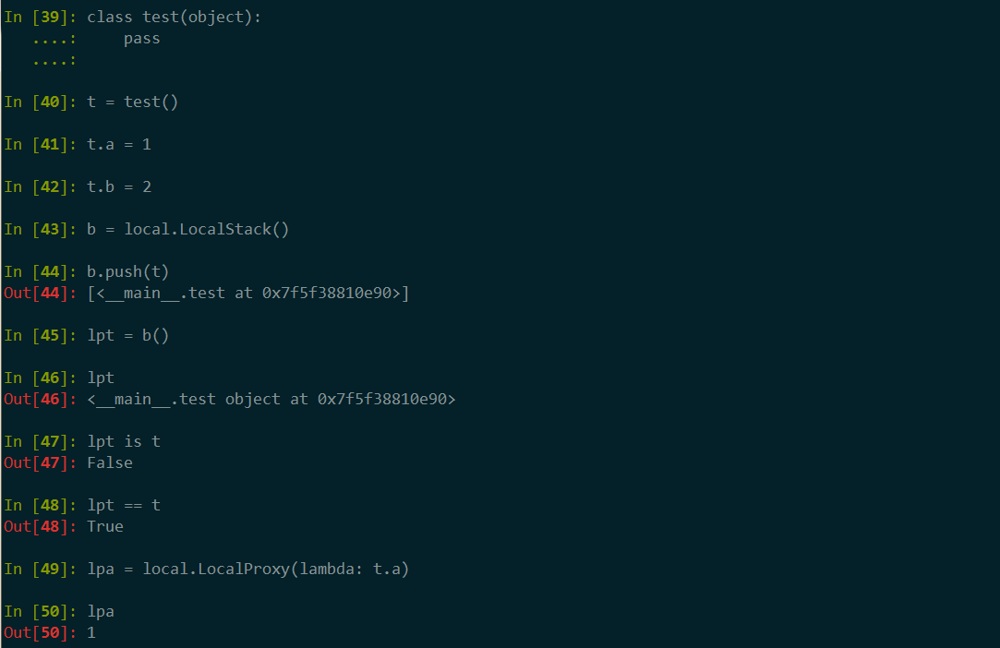 In [39]: class test(object):
   ....:     pass
   ....:
In [40]: t = test()
In [41]: t.a = 1
In [42]: t.b = 2
In [43]: b = local.LocalStack()
In [44]: b.push(t)
Out[44]: [<__main__.test at 0x7f5f38810e90>]
In [45]: lpt = b()
In [46]: lpt
Out[46]: <__main__.test object at 0x7f5f38810e90>
In [47]: lpt is t
Out[47]: False
In [48]: lpt == t
Out[48]: True
In [49]: lpa = local.LocalProxy(lambda: t.a)
In [50]: lpa
Out[50]: 1